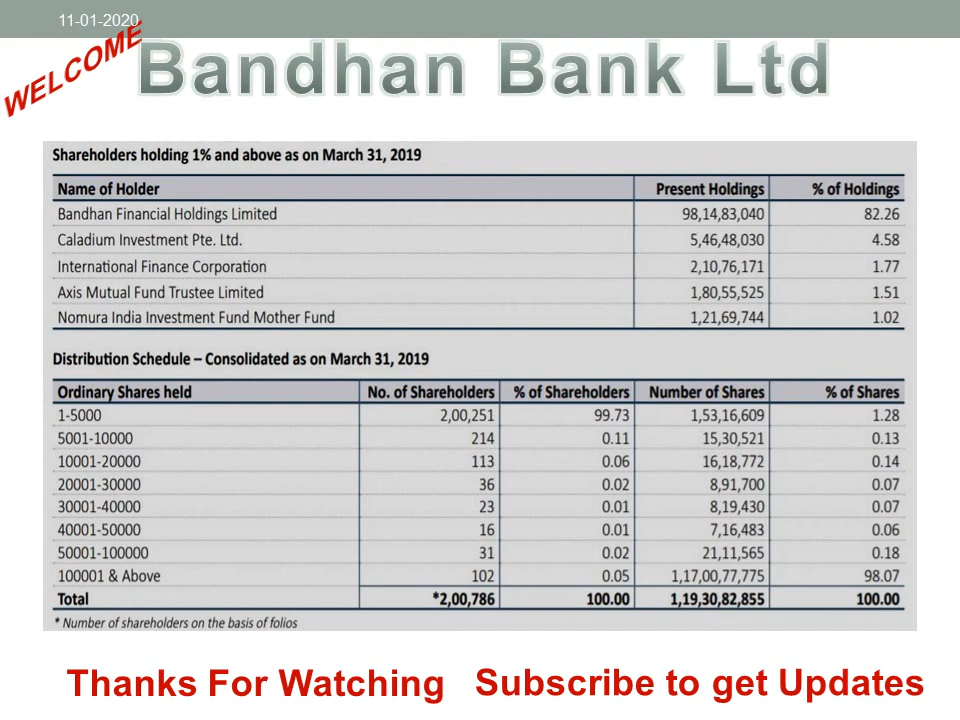 11-01-2020
WELCOME
Bandhan Bank Ltd
Shareholders holding 1% and above as on March 31, 2019
Name of Holder Present Holdings % of Holdings
Bandhan Financial Holdings Limited 98,14,83,040 82.26
Caladium Investment Pte. Ltd. 5,46,48,030 4.58
International Finance Corporation 2,10,76,171 1.77
Axis Mutual Fund Trustee Limited 1,80,55,525 1.51
Nomura India Investment Fund Mother Fund 1,21,69,744 1.02
Distribution Schedule – Consolidated as on March 31, 2019
Ordinary Shares held No. of Shareholders % of Shareholders Number of Shares % of Shares
1-5000 2,00,251 99.73 1,53,16,609 1.28
5001-10000 214 0.11 15,30,521 0.13
10001-20000 113 0.06 16,18,772 0.14
20001-30000 36 0.02 8,91,700 0.07
30001-40000 23 0.01 8,19,430 0.07
40001-50000 16 0.01 7,16,483 0.06
50001-100000 31 0.02 21,11,565 0.18
100001 & Above 102 0.05 1,17,00,77,775 98.07
Total *2,00,786 100.00 1,19,30,82,855 100.00
* Number of shareholders on the basis of folios
Thanks For Watching Subscribe to get Updates